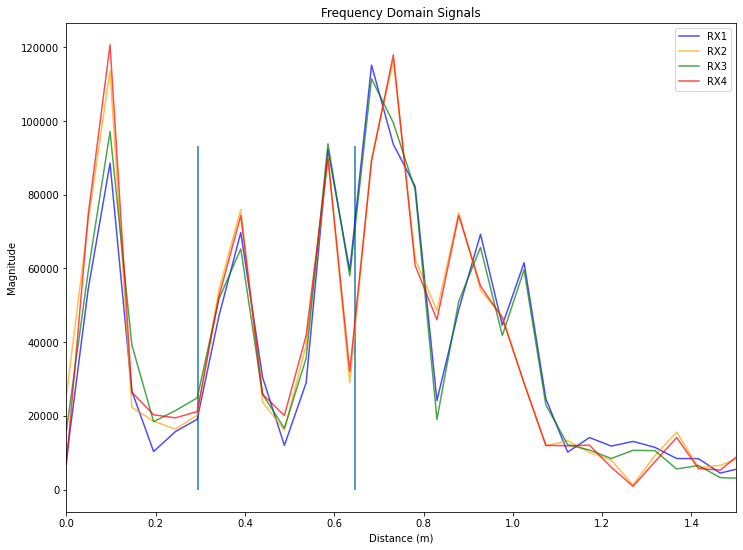 Frequency Domain Signals
RX1
RX2
RX3
RX4
Magnitude
120000
100000
80000
60000
40000
20000
0
0.0 0.2 0.4 0.6 0.8 1.0 1.2 1.4
Distance (m)